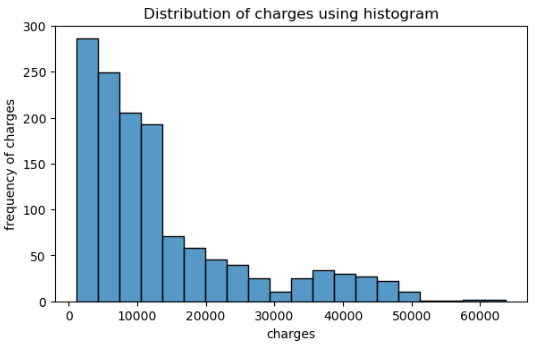 Distribution of charges using histogram
300
250
200
150
100
50
0
frequency of charges
0 10000 20000 30000 40000 50000 60000
charges